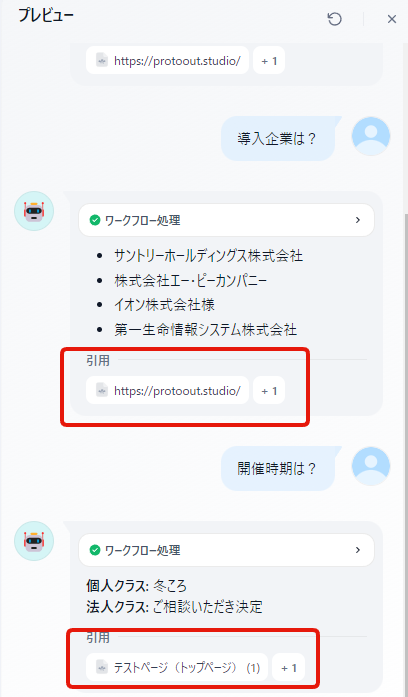 プレビュー
https://protoout.studio/ + 1
導入企業は？
ワークフロー処理
• サントリーホールディングス株式会社
• 株式会社エー・ピーカンパニー
• イオン株式会社様
• 第一生命情報システム株式会社
引用
https://protoout.studio/ + 1
開催時期は？
ワークフロー処理
個人クラス: 冬ころ
法人クラス: ご相談いただき決定
引用
テストページ（トップページ） (1) + 1